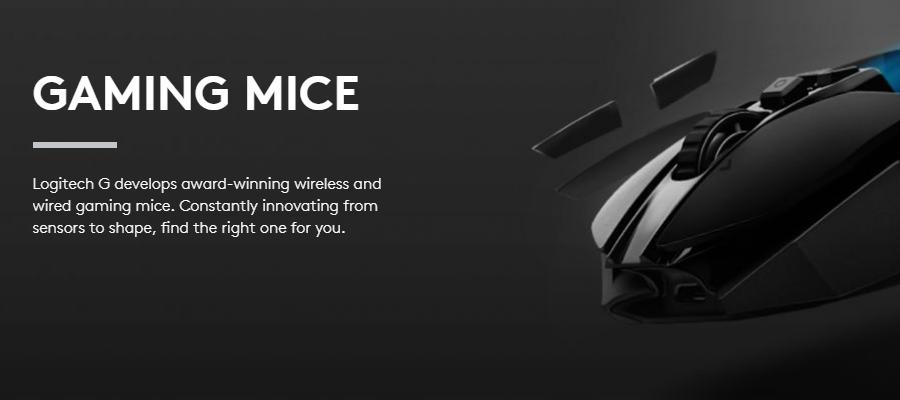 GAMING MICE
Logitech G develops award-winning wireless and
wired gaming mice. Constantly innovating from
sensors to shape, find the right one for you.